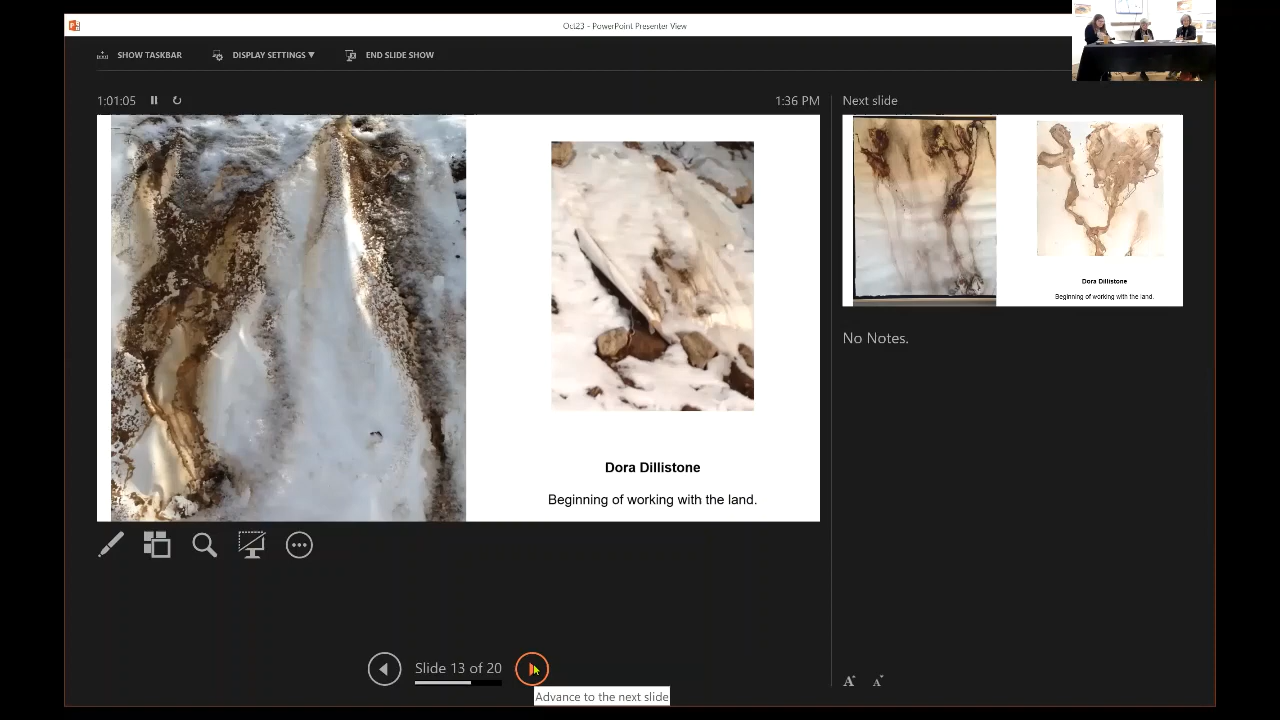 Oct23 - PowerPoint Presenter View
SHOW TASKBAR
DISPLAY SETTINGS ▼
END SLIDE SHOW
1:01:05
1:36 PM
Next slide
Dora Dillistone
Beginning of working with the land.
Dora Dillistone
Beginning of working with the land.
No Notes.
Slide 13 of 20
Advance to the next slide
A
A